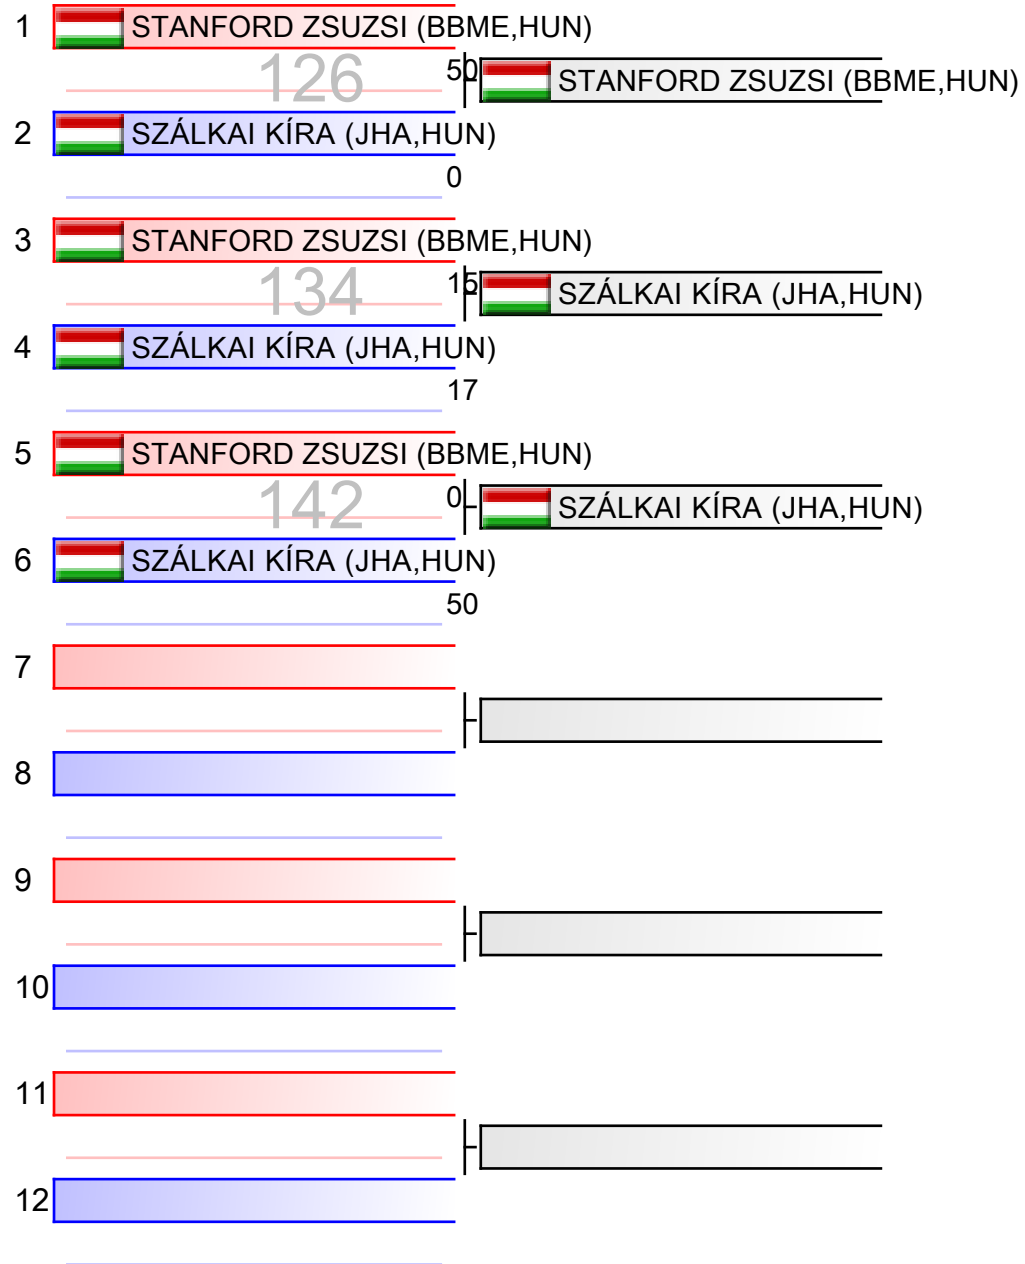 1 STANFORD ZSUZSI (BBME,HUN)
126 50 STANFORD ZSUZSI (BBME,HUN)
2 SZÁLKAI KÍRA (JHA,HUN)
0
3 STANFORD ZSUZSI (BBME,HUN)
134 15 SZÁLKAI KÍRA (JHA,HUN)
4 SZÁLKAI KÍRA (JHA,HUN)
17
5 STANFORD ZSUZSI (BBME,HUN)
142 0 SZÁLKAI KÍRA (JHA,HUN)
6 SZÁLKAI KÍRA (JHA,HUN)
50
7
8
9
10
11
12